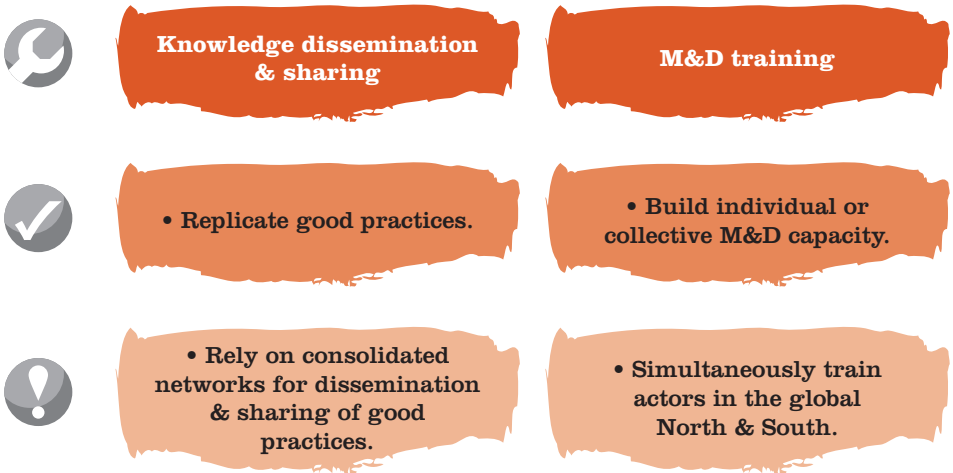 Knowledge dissemination
& sharing
M&D training
• Replicate good practices.
• Build individual or
collective M&D capacity.
• Rely on consolidated
networks for dissemination
& sharing of good
practices.
• Simultaneously train
actors in the global
North & South.